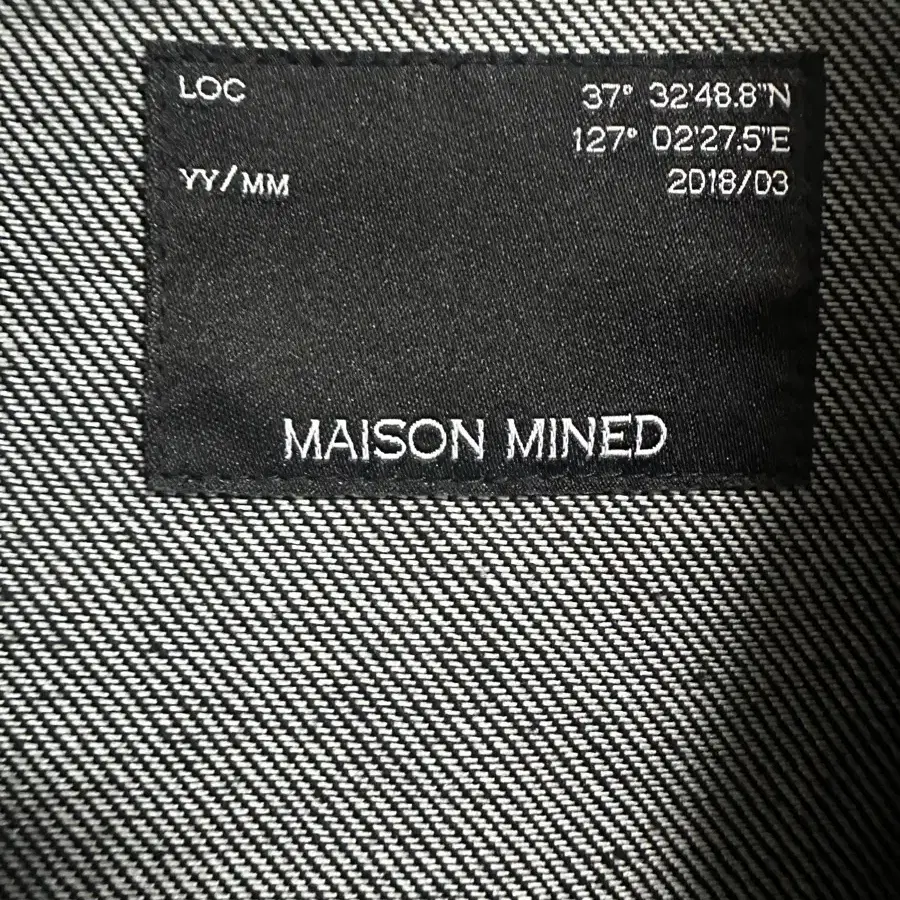 LOC 37° 32'48.8"N
127° 02'27.5"E
YY/MM 2018/03
MAISON MINED